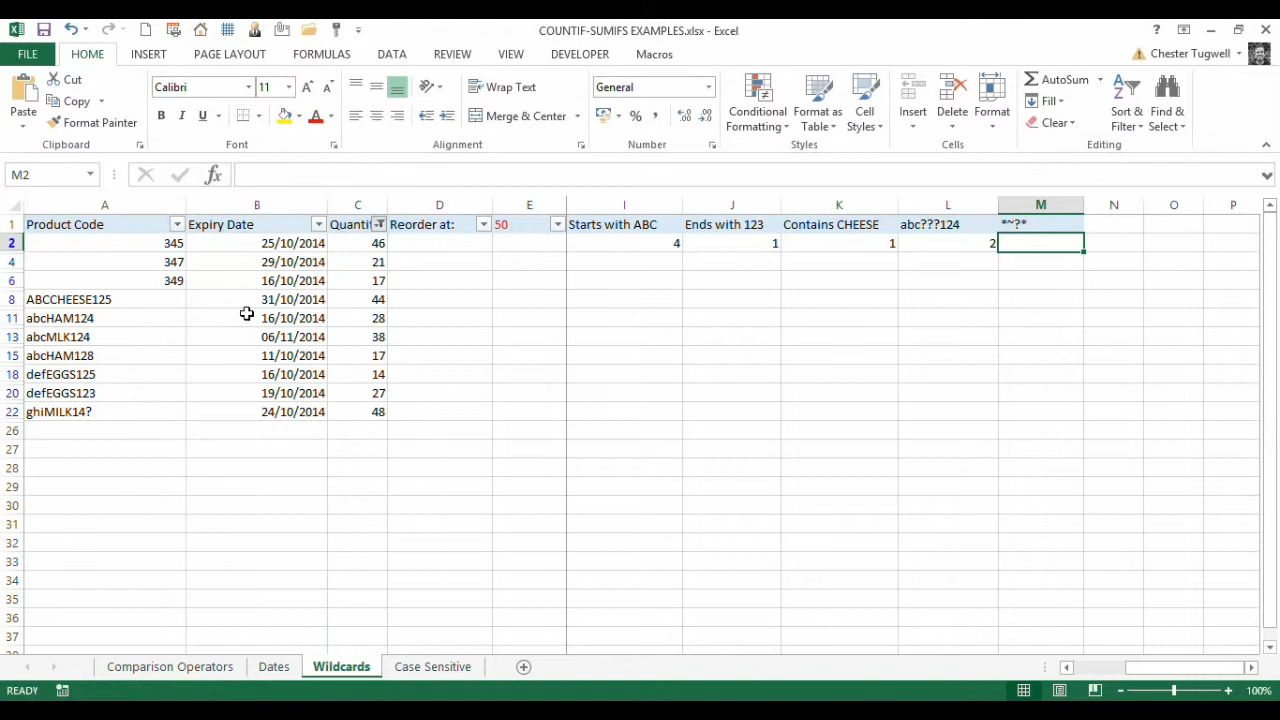 COUNTIF-SUMIFS EXAMPLES.xlsx - Excel
FILE HOME INSERT PAGE LAYOUT FORMULAS DATA REVIEW VIEW DEVELOPER Macros Chester Tugwell
Cut
Copy
Format Painter
Paste
Clipboard
Calibri 11
B I U A
Font
Wrap Text
Merge & Center
Alignment
General
%
Number
Conditional Formatting
Format as Table
Cell Styles
Styles
Insert Delete Format
Cells
AutoSum
Fill
Clear
Sort & Filter
Find & Select
Editing
M2 fx
A B C D E I J K L M N O P
1 Product Code Expiry Date Quantit Reorder at: 50 Starts with ABC Ends with 123 Contains CHEESE abc???124 *~?*
2 345 25/10/2014 46 4 1 1 2
4 347 29/10/2014 21
6 349 16/10/2014 17
8 ABCCHEESE125 31/10/2014 44
11 abcHAM124 16/10/2014 28
13 abcMLK124 06/11/2014 38
15 abcHAM128 11/10/2014 17
18 defEGGS125 16/10/2014 14
20 defEGGS123 19/10/2014 27
22 ghiMILK14? 24/10/2014 48
26
27
28
29
30
31
32
33
34
35
36
37
Comparison Operators Dates Wildcards Case Sensitive
READY 100%